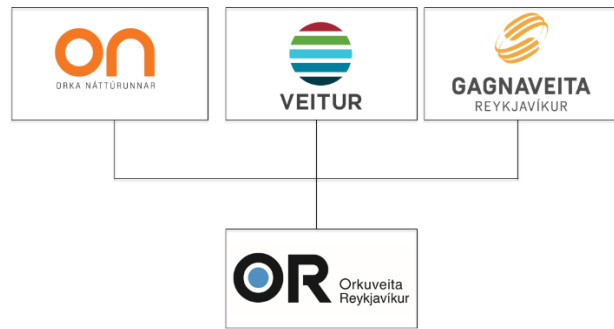 on
ORKA NÁTTÚRUNNAR
VEITUR
GAGNAVEITA
REYKJAVÍKUR
OR
Orkuveita
Reykjavíkur